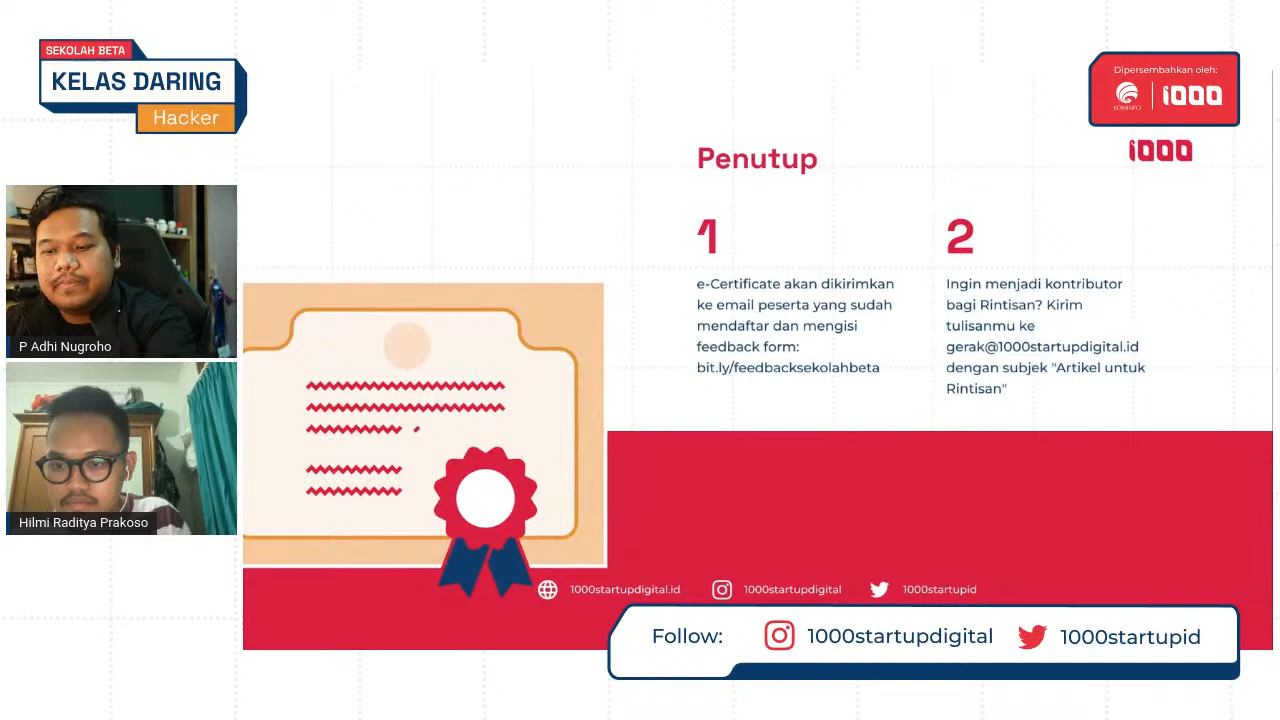 SEKOLAH BETA
KELAS DARING
Hacker
Dipersembahkan oleh:
KOMINFO
1000
1000
Penutup
1
e-Certificate akan dikirimkan
ke email peserta yang sudah
mendaftar dan mengisi
feedback form:
bit.ly/feedbacksekolahbeta
2
Ingin menjadi kontributor
bagi Rintisan? Kirim
tulisanmu ke
gerak@1000startupdigital.id
dengan subjek "Artikel untuk
Rintisan"
P Adhi Nugroho
Hilmi Raditya Prakoso
1000startupdigital.id
1000startupdigital
1000startupid
Follow:
1000startupdigital
1000startupid